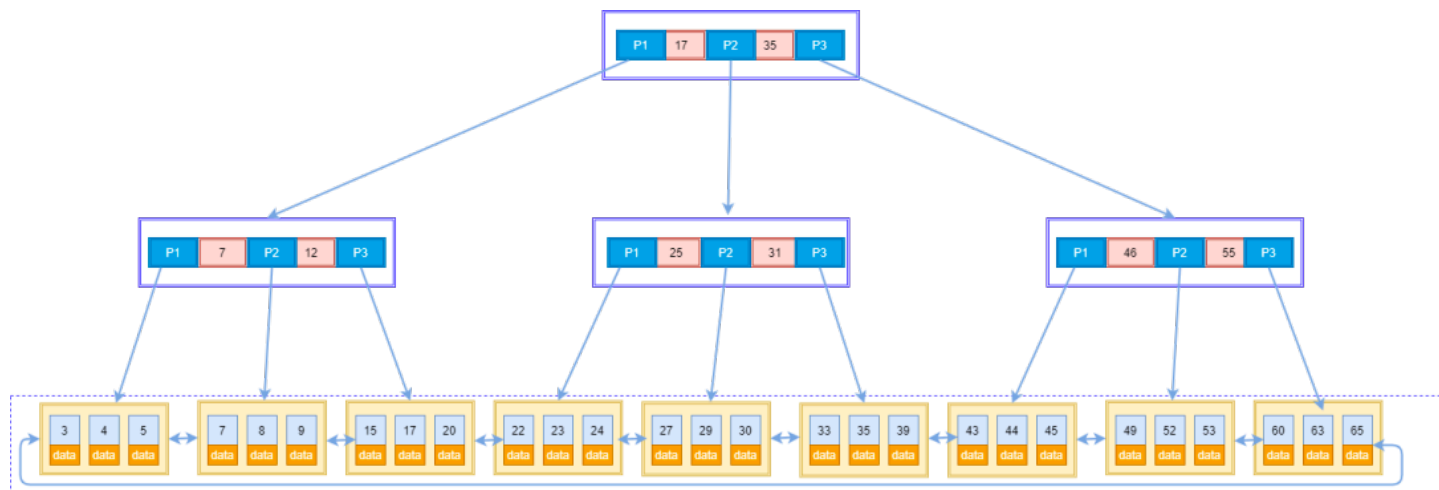 P1 17 P2 35 P3
P1 7 P2 12 P3
P1 25 P2 31 P3
P1 46 P2 55 P3
3 4 5 7 8 9 15 17 20 22 23 24 27 29 30 33 35 39 43 44 45 49 52 53 60 63 65
data data data data data data data data data data data data data data data data data data data data data data data data data data data